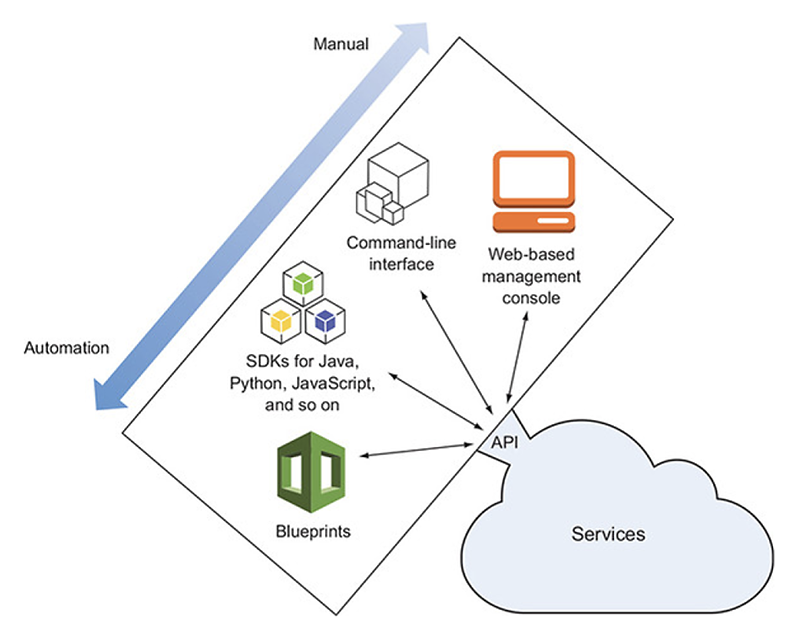 Manual
Command-line
interface
Web-based
management
console
Automation
SDKs for Java,
Python, JavaScript,
and so on
API
Blueprints
Services